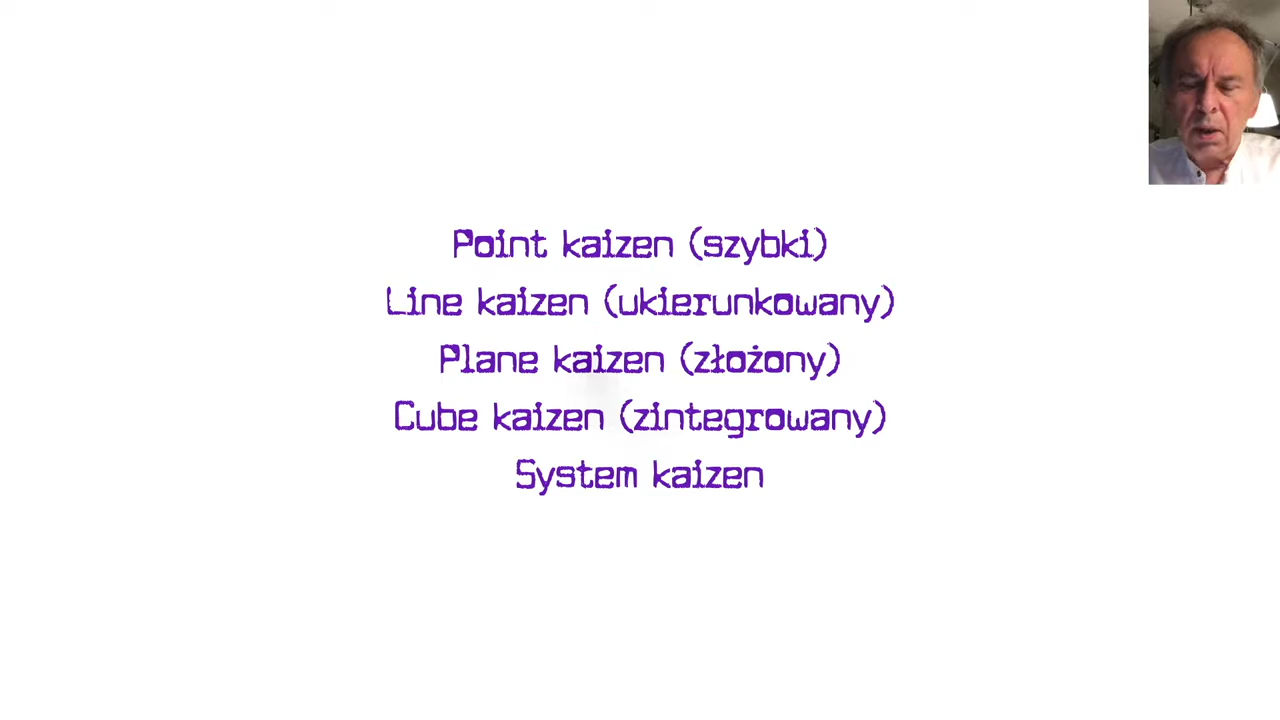 Point kaizen (szybki)
Line kaizen (ukierunkowany)
Plane kaizen (złożony)
Cube kaizen (zintegrowany)
System kaizen